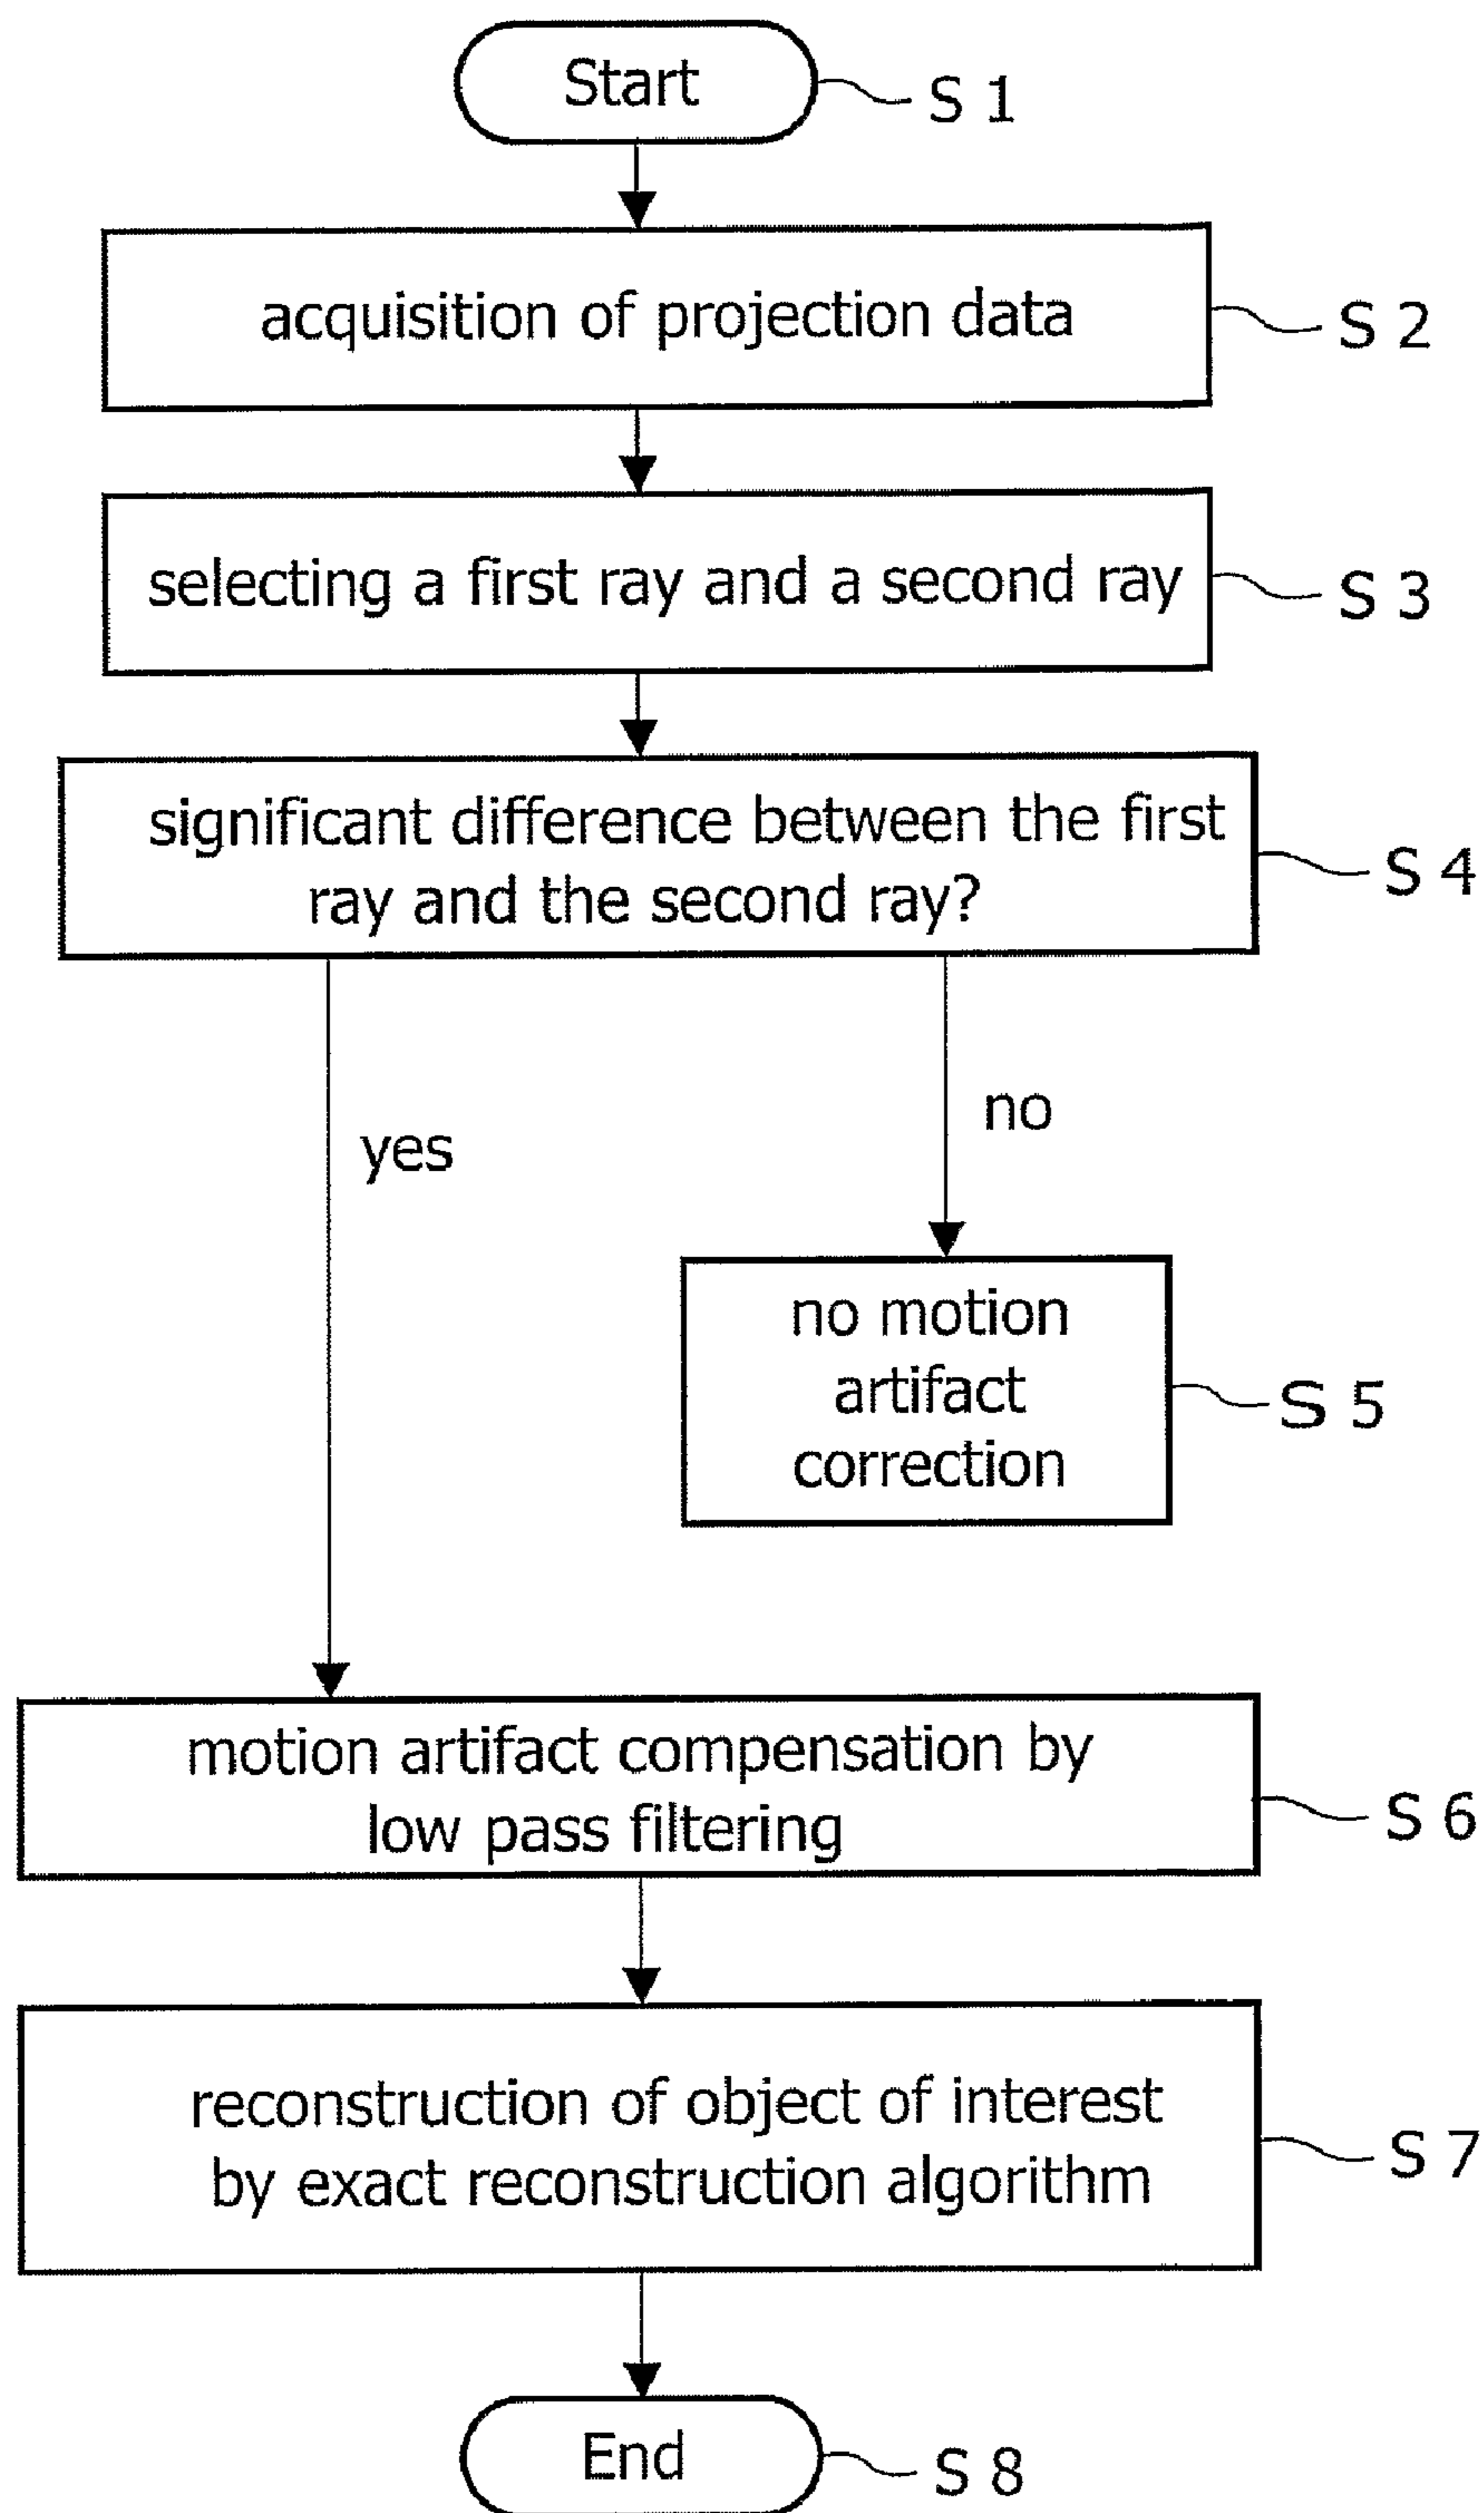 Start
S 1
acquisition of projection data
S 2
selecting a first ray and a second ray
S 3
significant difference between the first
ray and the second ray?
S 4
yes
no
no motion
artifact
correction
S 5
motion artifact compensation by
low pass filtering
S 6
reconstruction of object of interest
by exact reconstruction algorithm
S 7
End
S 8